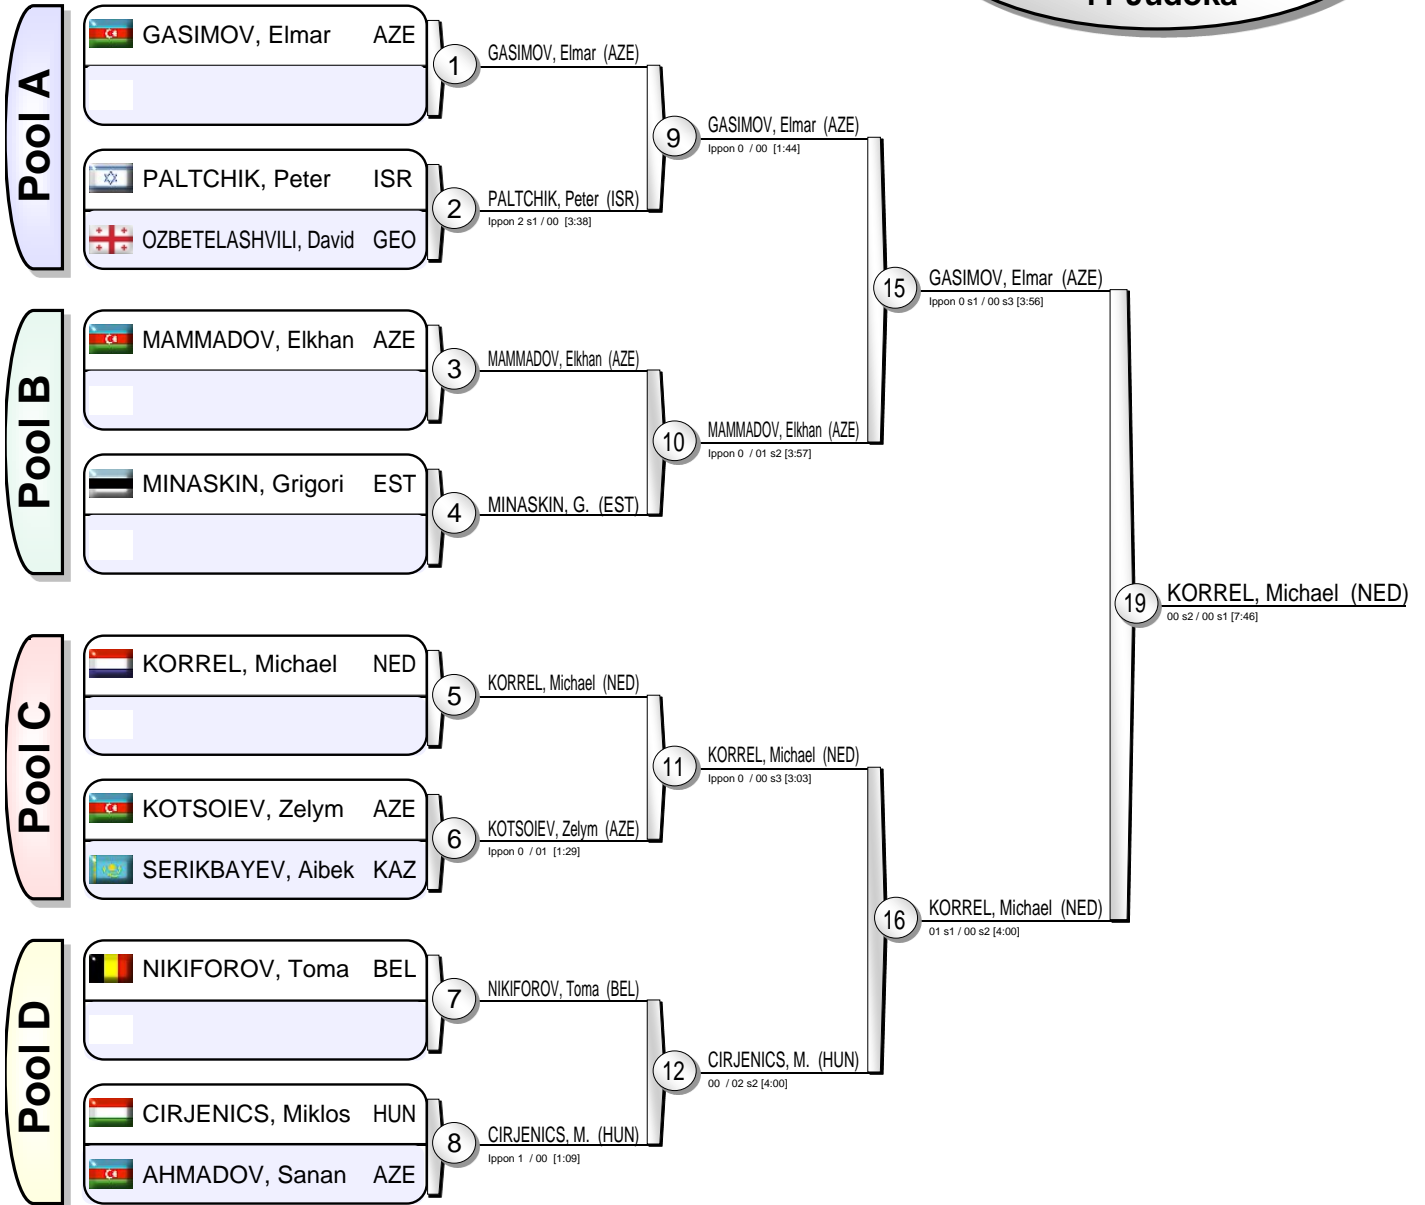 11 Judoka
Pool A
GASIMOV, Elmar AZE
1
GASIMOV, Elmar (AZE)
PALTCHIK, Peter ISR
OZBETELASHVILI, David GEO
2
PALTCHIK, Peter (ISR)
Ippon 2 s1 / 00 [3:38]
9
GASIMOV, Elmar (AZE)
Ippon 0 / 00 [1:44]
Pool B
MAMMADOV, Elkhan AZE
3
MAMMADOV, Elkhan (AZE)
MINASKIN, Grigori EST
4
MINASKIN, G. (EST)
10
MAMMADOV, Elkhan (AZE)
Ippon 0 / 01 s2 [3:57]
15
GASIMOV, Elmar (AZE)
Ippon 0 s1 / 00 s3 [3:56]
Pool C
KORREL, Michael NED
5
KORREL, Michael (NED)
KOTSOIEV, Zelym AZE
SERIKBAYEV, Aibek KAZ
6
KOTSOIEV, Zelym (AZE)
Ippon 0 / 01 [1:29]
11
KORREL, Michael (NED)
Ippon 0 / 00 s3 [3:03]
Pool D
NIKIFOROV, Toma BEL
7
NIKIFOROV, Toma (BEL)
CIRJENICS, Miklos HUN
AHMADOV, Sanan AZE
8
CIRJENICS, M. (HUN)
Ippon 1 / 00 [1:09]
12
CIRJENICS, M. (HUN)
00 / 02 s2 [4:00]
16
KORREL, Michael (NED)
01 s1 / 00 s2 [4:00]
19
KORREL, Michael (NED)
00 s2 / 00 s1 [7:46]